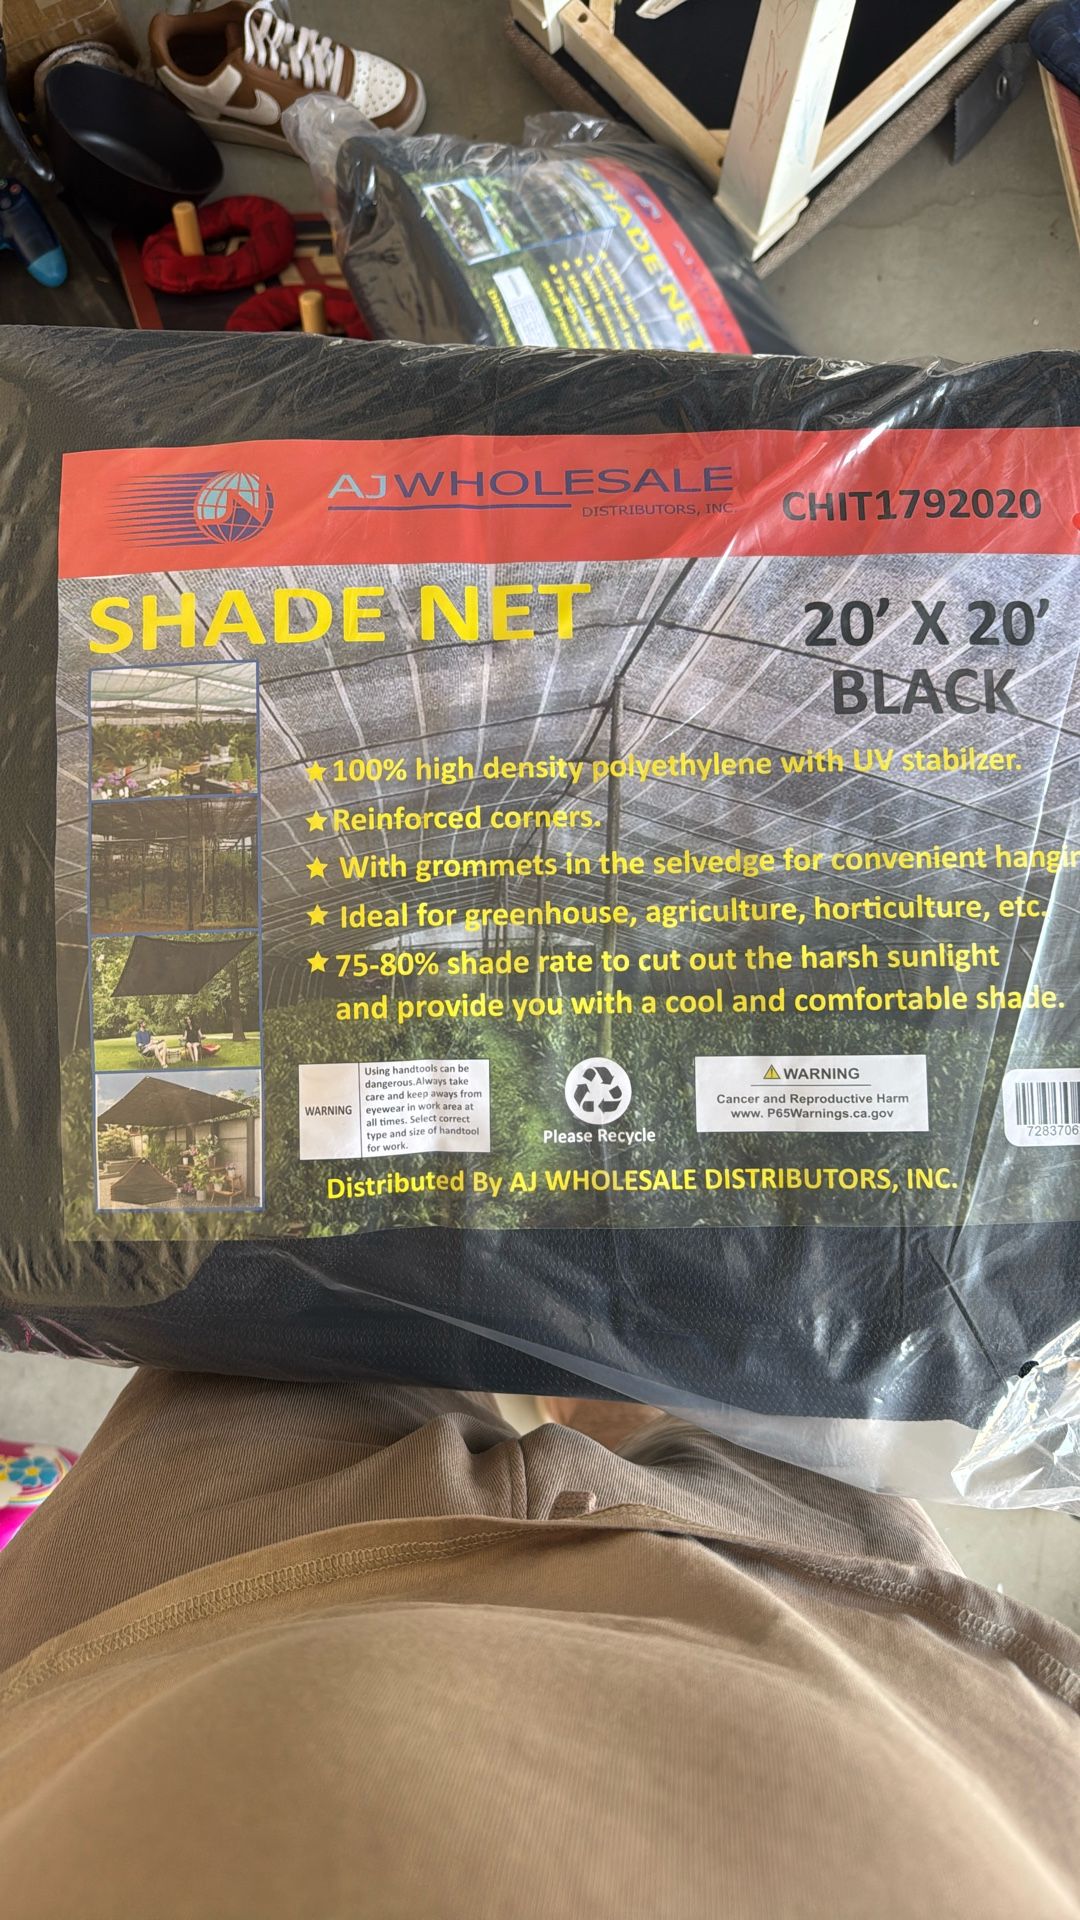 SHADE NET
AJWHOLESALE
DISTRIBUTORS, INC.
CHIT1792020
SHADE NET
20' X 20'
BLACK
100% high density polyethylene with UV stabilzer.
Reinforced corners.
With grommets in the selvedge for convenient
Ideal for greenhouse, agriculture, horticulture, etc.
75-80% shade rate to cut out the harsh sunlight
and provide you with a cool and comfortable shade.
WARNING
Using handtools can be
dangerous.Always take
care and keep aways from
eyewear in work area at
all times. Select correct
type and size of handtool
for work.
Please Recycle
WARNING
Cancer and Reproductive Harm
www. P65Warnings.ca.gov
7283706
Distributed By AJ WHOLESALE DISTRIBUTORS, INC.